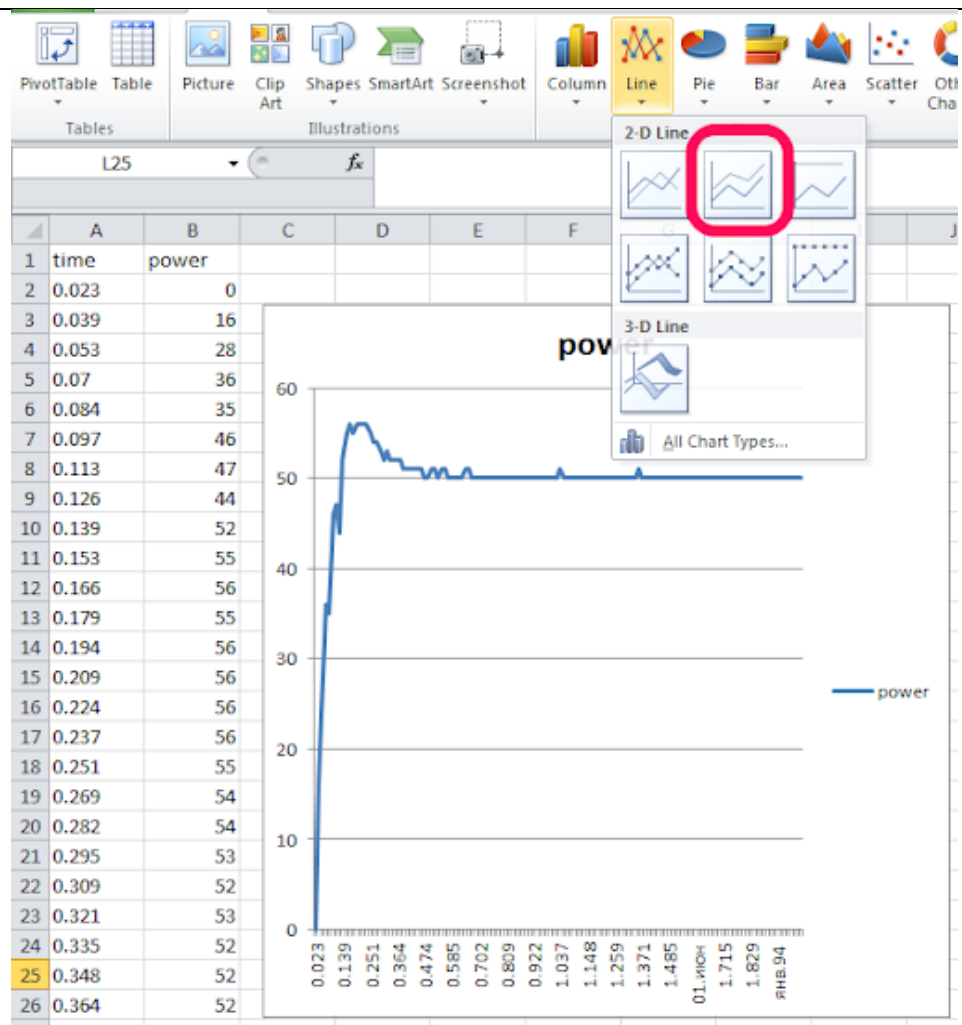 PivotTable Table Picture Clip Art Shapes SmartArt Screenshot Column Line Pie Bar Area Scatter
Tables Illustrations
2-D Line
L25 fx
A B C D E F G J
1 time power
2 0.023 0
3 0.039 16
4 0.053 28
5 0.07 36
6 0.084 35
7 0.097 46
8 0.113 47
9 0.126 44
10 0.139 52
11 0.153 55
12 0.166 56
13 0.179 55
14 0.194 56
15 0.209 56
16 0.224 56
17 0.237 56
18 0.251 55
19 0.269 54
20 0.282 54
21 0.295 53
22 0.309 52
23 0.321 53
24 0.335 52
25 0.348 52
26 0.364 52
3-D Line
All Chart Types...
power
60
50
40
30
20
10
0
power
0.023 0.139 0.251 0.364 0.474 0.585 0.702 0.809 0.922 1.037 1.148 1.259 1.371 1.485 01.июн 1.715 1.829 янв.94